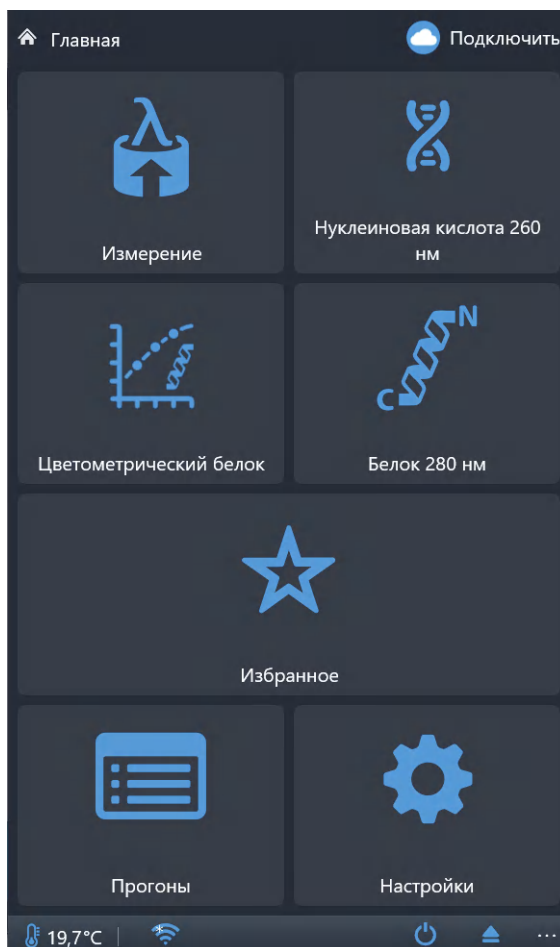 Главная
Подключить
λ
Измерение
Нуклеиновая кислота 260
нм
Цветометрический белок
N
C
Белок 280 нм
Избранное
Прогоны
Настройки
19,7°C